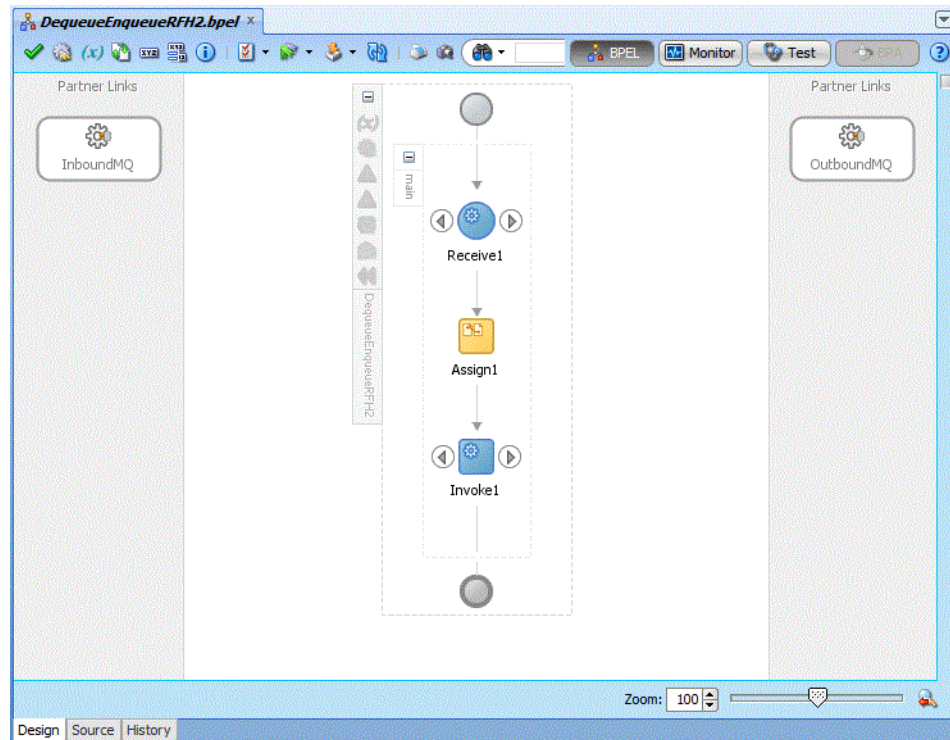 DequeueEnqueueRFH2.bpel x
(x) XYZ BPEL Monitor Test BPA
Partner Links
Partner Links
InboundMQ
OutboundMQ
(x)
main
Receive1
DequeueEnqueueRFH2
Assign1
Invoke1
Zoom: 100
Design Source History